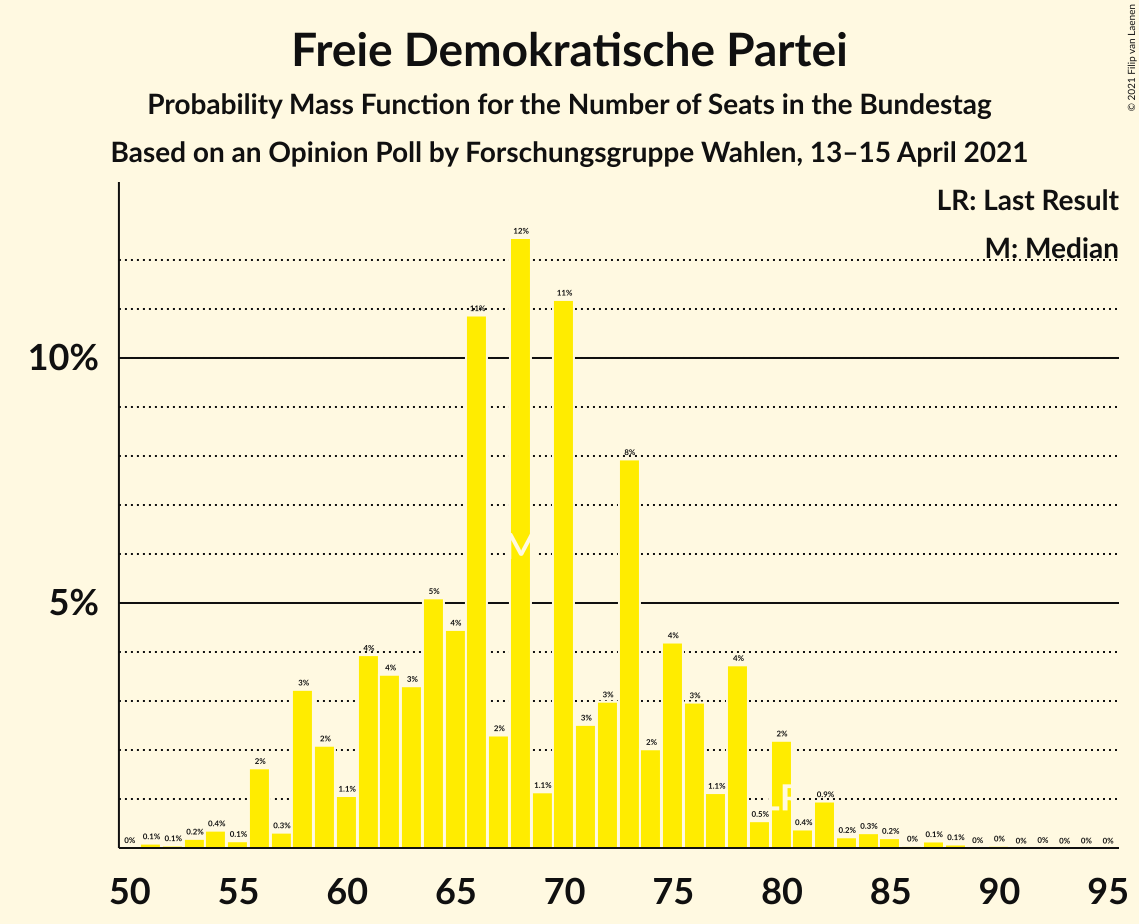 © 2021 Filip van Laenen
Freie Demokratische Partei
Probability Mass Function for the Number of Seats in the Bundestag
Based on an Opinion Poll by Forschungsgruppe Wahlen, 13–15 April 2021
LR: Last Result
M: Median
10%
5%
0% 0.1% 0.1% 0.2% 0.4% 0.1% 2% 0.3% 3% 2% 1.1% 4% 4% 3% 5% 4% 11% 2% 12% 1.1% 11% 3% 3% 8% 2% 4% 3% 1.1% 4% 0.5% 2% 0.4% 0.9% 0.2% 0.3% 0.2% 0% 0.1% 0.1% 0% 0% 0% 0% 0% 0% 0%
M
LR
50 55 60 65 70 75 80 85 90 95